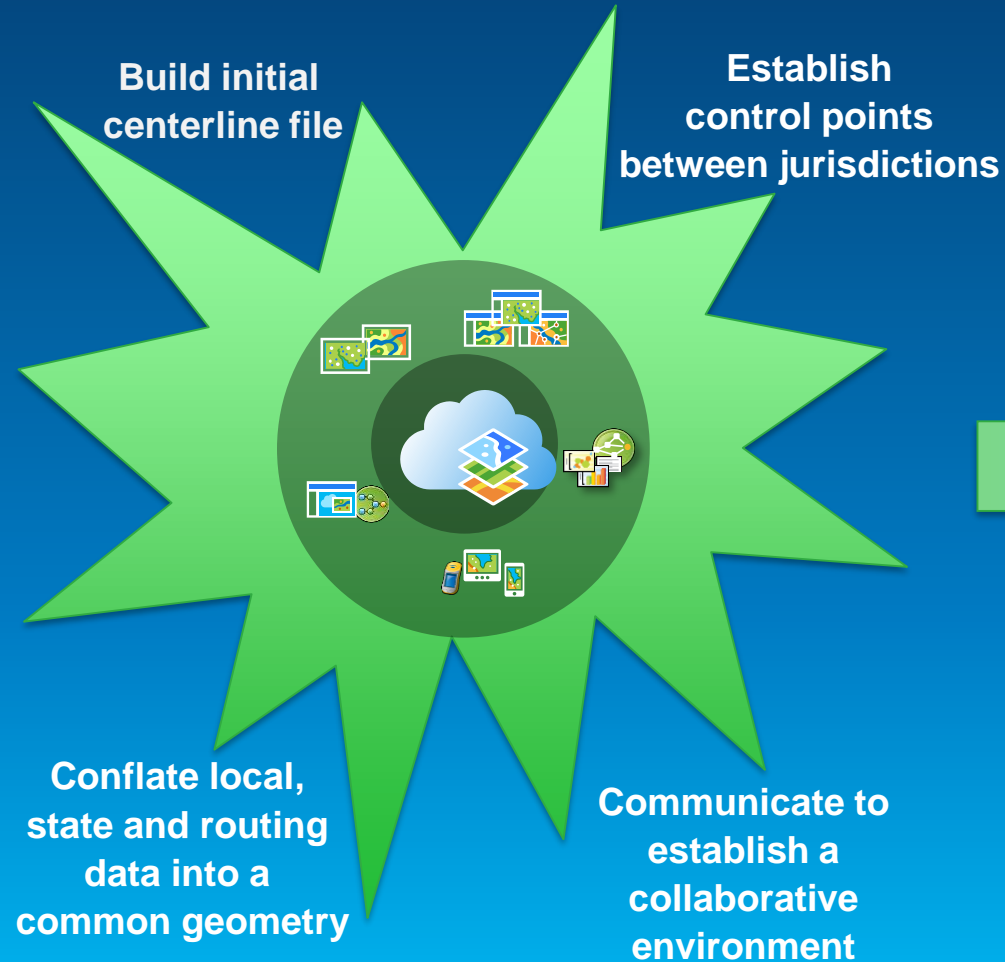 Build initial
centerline file
Establish
control points
between jurisdictions
Conflate local,
state and routing
data into a
common geometry
Communicate to
establish a
collaborative
environment